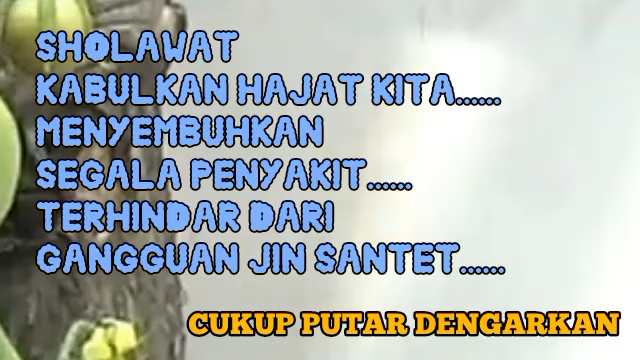 SHOLAWAT
KABULKAN HAJAT KITA......
MENYEMBUHKAN
SEGALA PENYAKIT......
TERHINDAR DARI
GANGGUAN JIN SANTET......
CUKUP PUTAR DENGARKAN